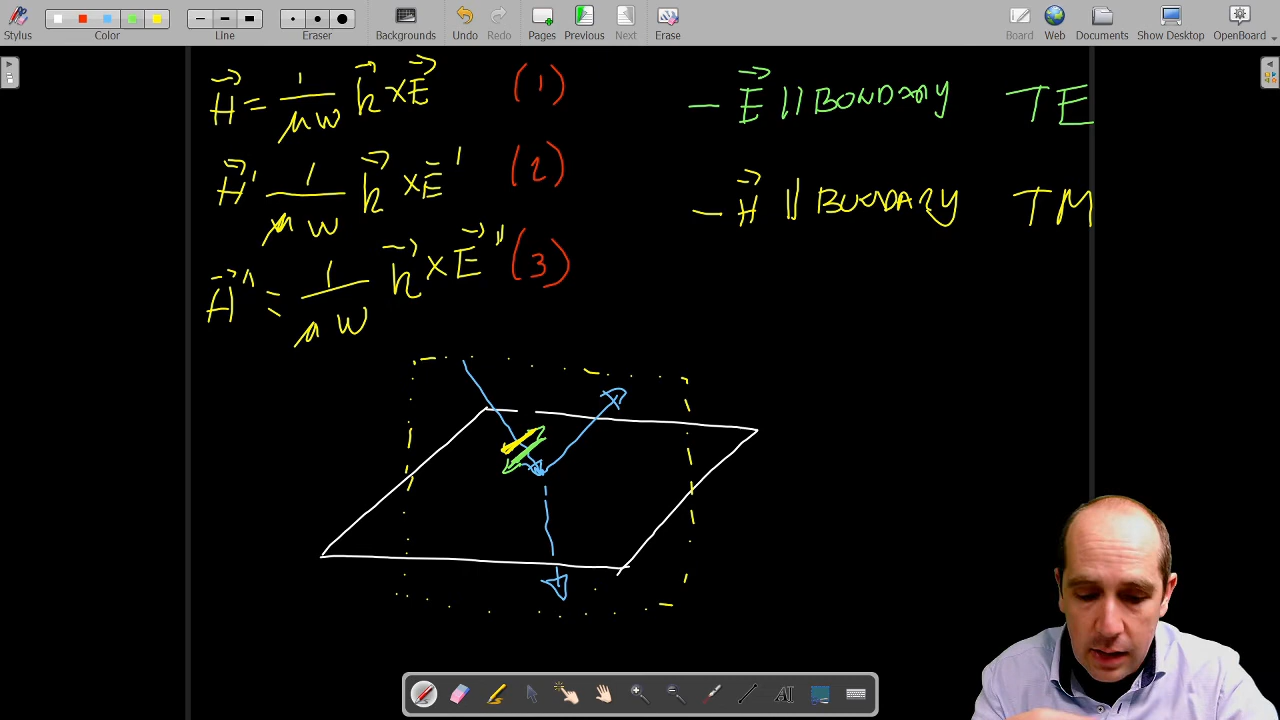 Stylus
Color
Line
Eraser
Backgrounds
Undo
Redo
Pages
Previous
Next
Erase
Board
Web
Documents
Show Desktop
OpenBoard
H⃗ = 1/μw k⃗ × E⃗ (1)
H⃗' 1/μw k⃗ × E⃗' (2)
H⃗'' = 1/μw k⃗ × E⃗'' (3)
– E⃗ || BONDARY TE
– H⃗ || BOUNDARY TM